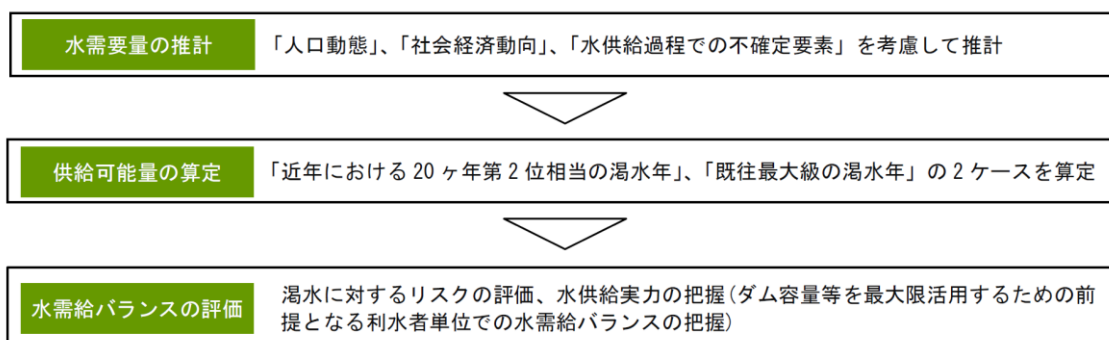 水需要量の推計 「人口動態」、「社会経済動向」、「水供給過程での不確定要素」を考慮して推計
供給可能量の算定 「近年における20ヶ年第2位相当の渇水年」、「既往最大級の渇水年」の2ケースを算定
水需給バランスの評価
渇水に対するリスクの評価、水供給実力の把握(ダム容量等を最大限活用するための前
提となる利水者単位での水需給バランスの把握)